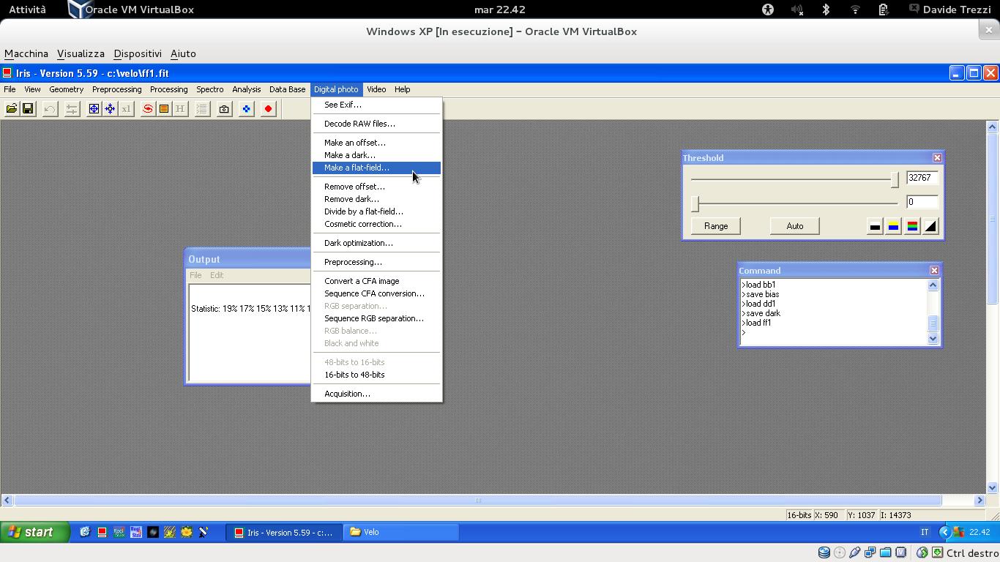 Attività Oracle VM VirtualBox mar 22.42 Davide Trezzi
Windows XP [In esecuzione] - Oracle VM VirtualBox
Macchina Visualizza Dispositivi Aiuto
Iris - Version 5.59 - c:\velo\ff1.fit
File View Geometry Preprocessing Processing Spectro Analysis Data Base Digital photo Video Help
x1 H
See Exif...
Decode RAW files...
Make an offset...
Make a dark...
Make a flat-field...
Remove offset...
Remove dark...
Divide by a flat-field...
Cosmetic correction...
Dark optimization...
Preprocessing...
Convert a CFA image
Sequence CFA conversion...
RGB separation...
Sequence RGB separation...
RGB balance...
Black and white
48-bits to 16-bits
16-bits to 48-bits
Acquisition...
Threshold
32767
0
Range Auto
Output
File Edit
Statistic: 19% 17% 15% 13% 11% 1
Command
>load bb1
>save bias
>load dd1
>save dark
>load ff1
>
16-bits X: 590 Y: 1037 I: 14373
start Iris - Version 5.59 - c:... Velo IT 22.42
Ctrl destro